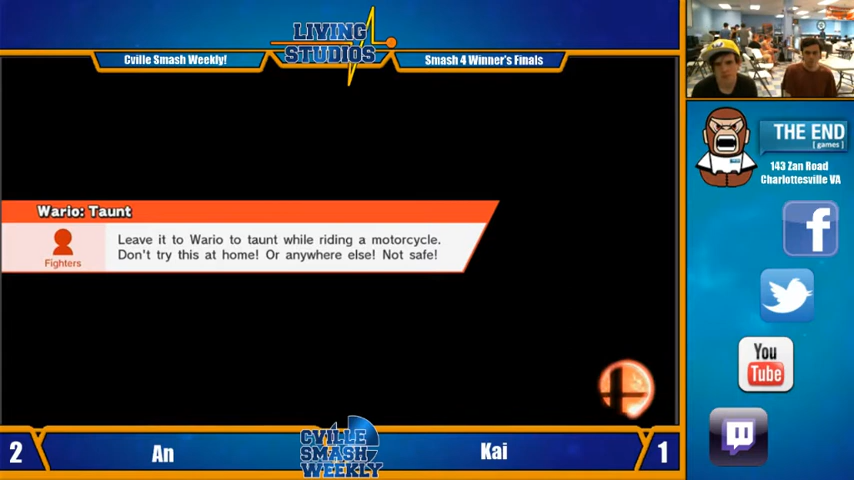 LIVING
STUDIOS
Cville Smash Weekly!
Smash 4 Winner's Finals
THE END
[ games ]
143 Zan Road
Charlottesville VA
Wario: Taunt
Fighters
Leave it to Wario to taunt while riding a motorcycle.
Don't try this at home! Or anywhere else! Not safe!
f
You
Tube
2
An
CVILLE
SMASH
WEEKLY
Kai
1